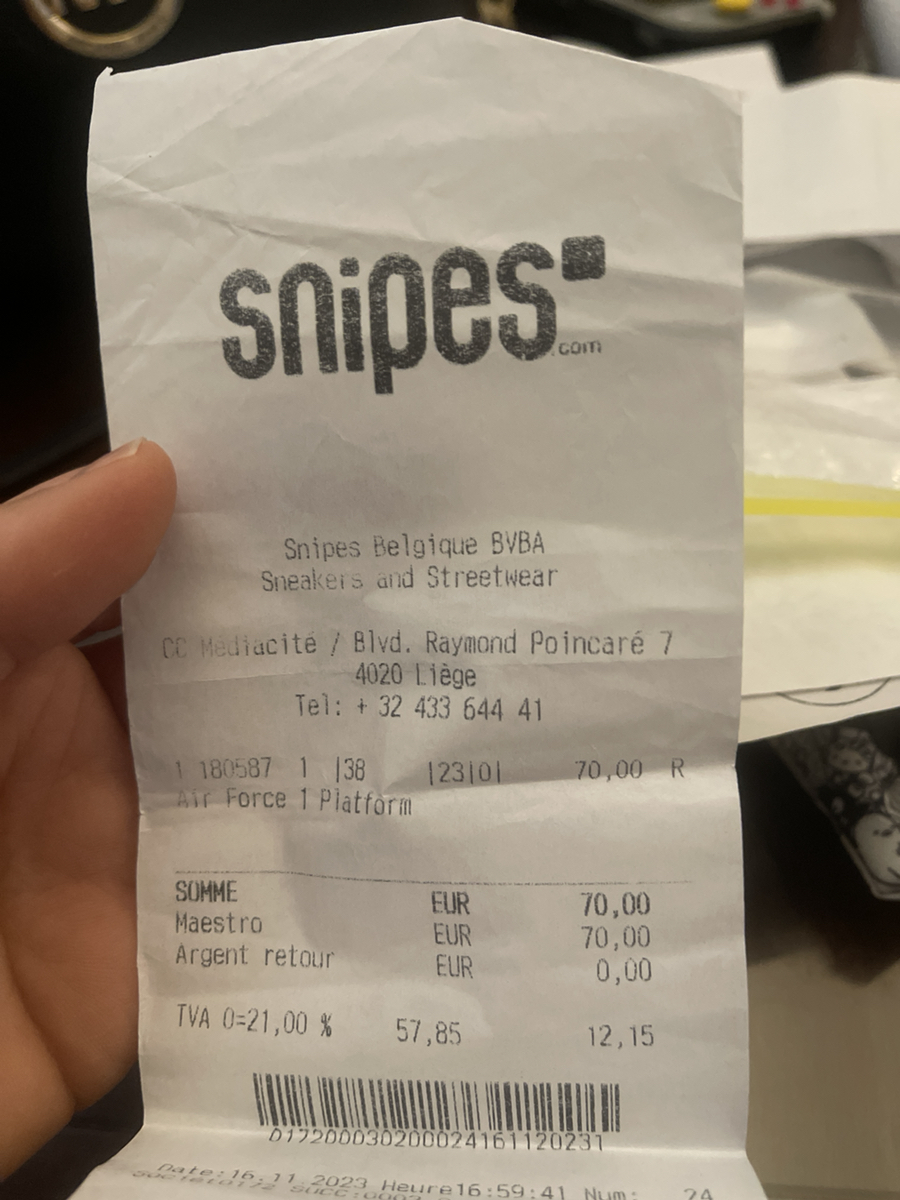 snipes
.com
Snipes Belgique BVBA
Sneakers and Streetwear
CC Médiacité / Blvd. Raymond Poincaré 7
4020 Liège
Tel: + 32 433 644 41
1 180587 1 |38 |23|0| 70,00 R
Air Force 1 Platform
SOMME EUR 70,00
Maestro EUR 70,00
Argent retour EUR 0,00
TVA 0=21,00 % 57,85 12,15
017200030200024161120231
Date:16.11.2023 Heure16:59:41 Num: 24